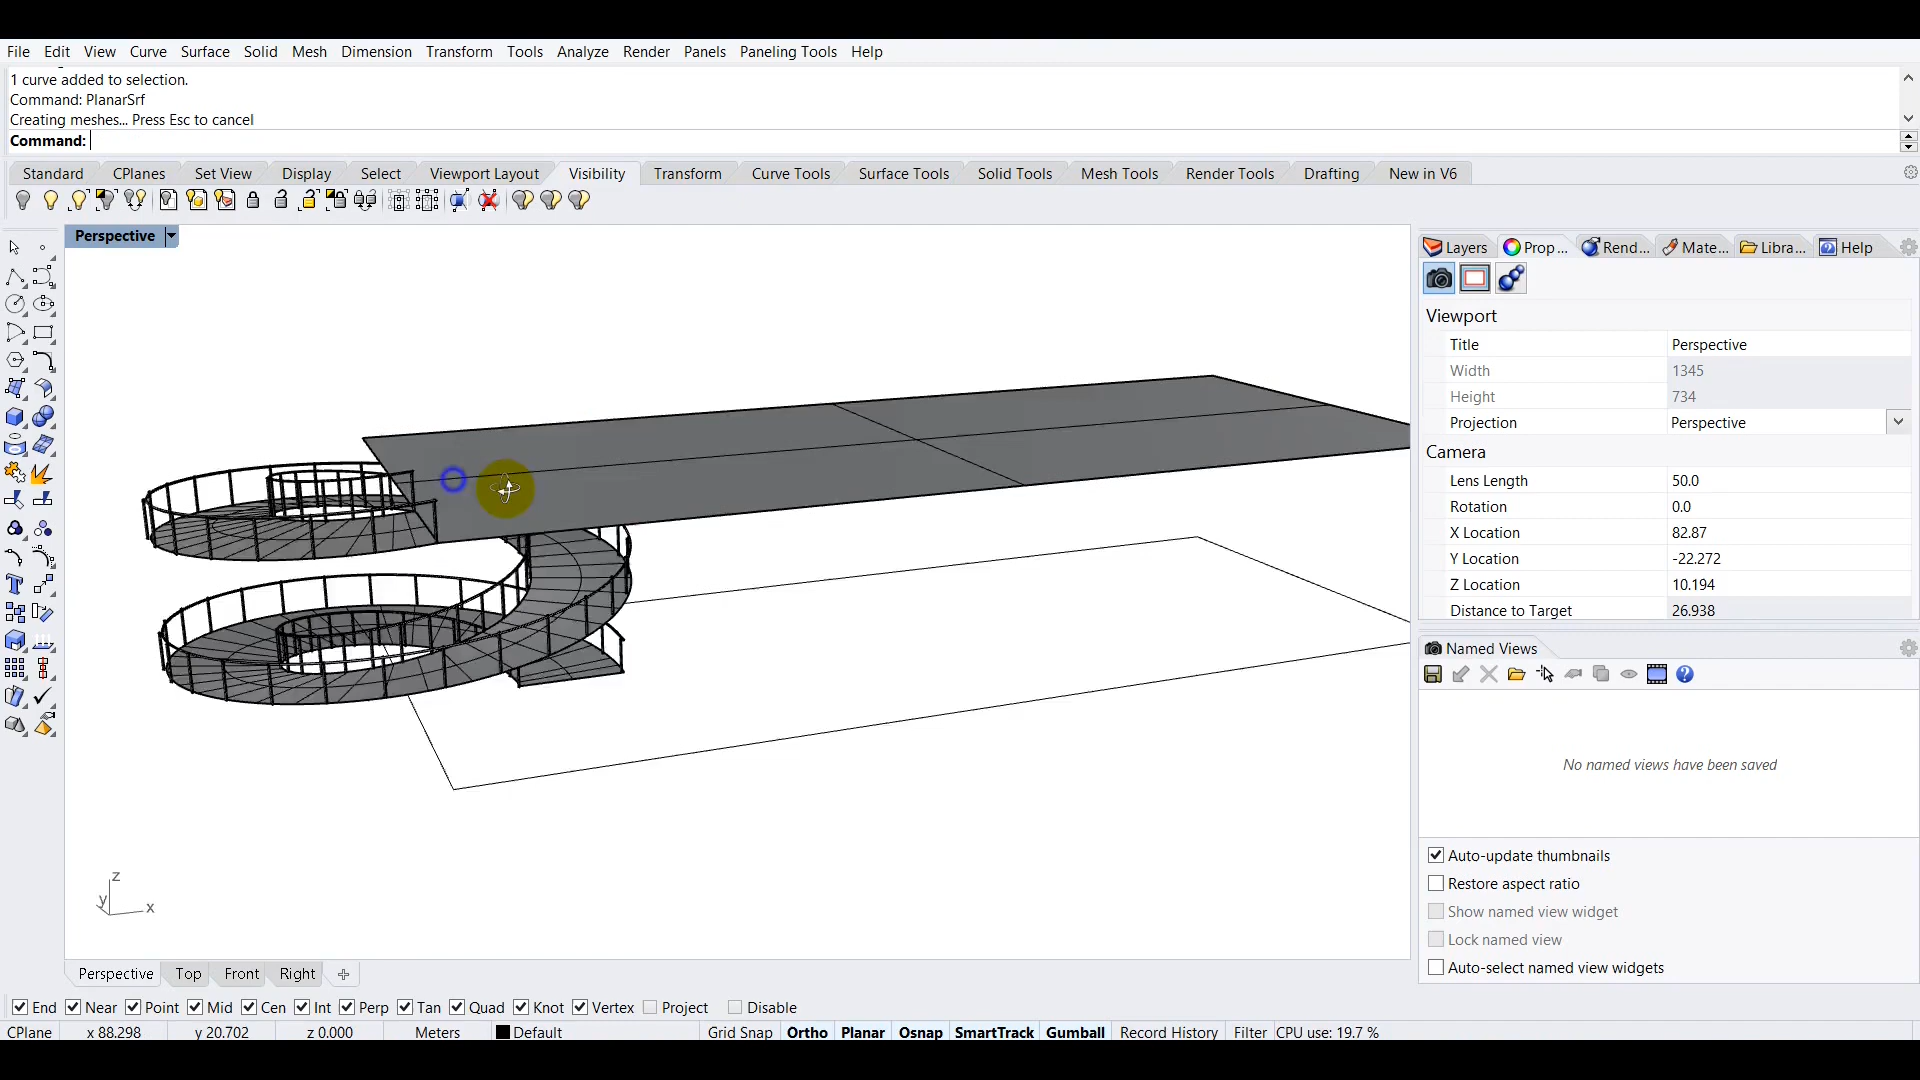 File Edit View Curve Surface Solid Mesh Dimension Transform Tools Analyze Render Panels Paneling Tools Help
1 curve added to selection.
Command: PlanarSrf
Creating meshes... Press Esc to cancel
Command:
Standard CPlanes Set View Display Select Viewport Layout Visibility Transform Curve Tools Surface Tools Solid Tools Mesh Tools Render Tools Drafting New in V6
Perspective
Layers Prop... Rend... Mate... Libra... Help
Viewport
Title Perspective
Width 1345
Height 734
Projection Perspective
Camera
Lens Length 50.0
Rotation 0.0
X Location 82.87
Y Location -22.272
Z Location 10.194
Distance to Target 26.938
Named Views
No named views have been saved
Auto-update thumbnails
Restore aspect ratio
Show named view widget
Lock named view
Auto-select named view widgets
z
y x
Perspective Top Front Right
End Near Point Mid Cen Int Perp Tan Quad Knot Vertex Project Disable
CPlane x 88.298 y 20.702 z 0.000 Meters Default Grid Snap Ortho Planar Osnap SmartTrack Gumball Record History Filter CPU use: 19.7 %